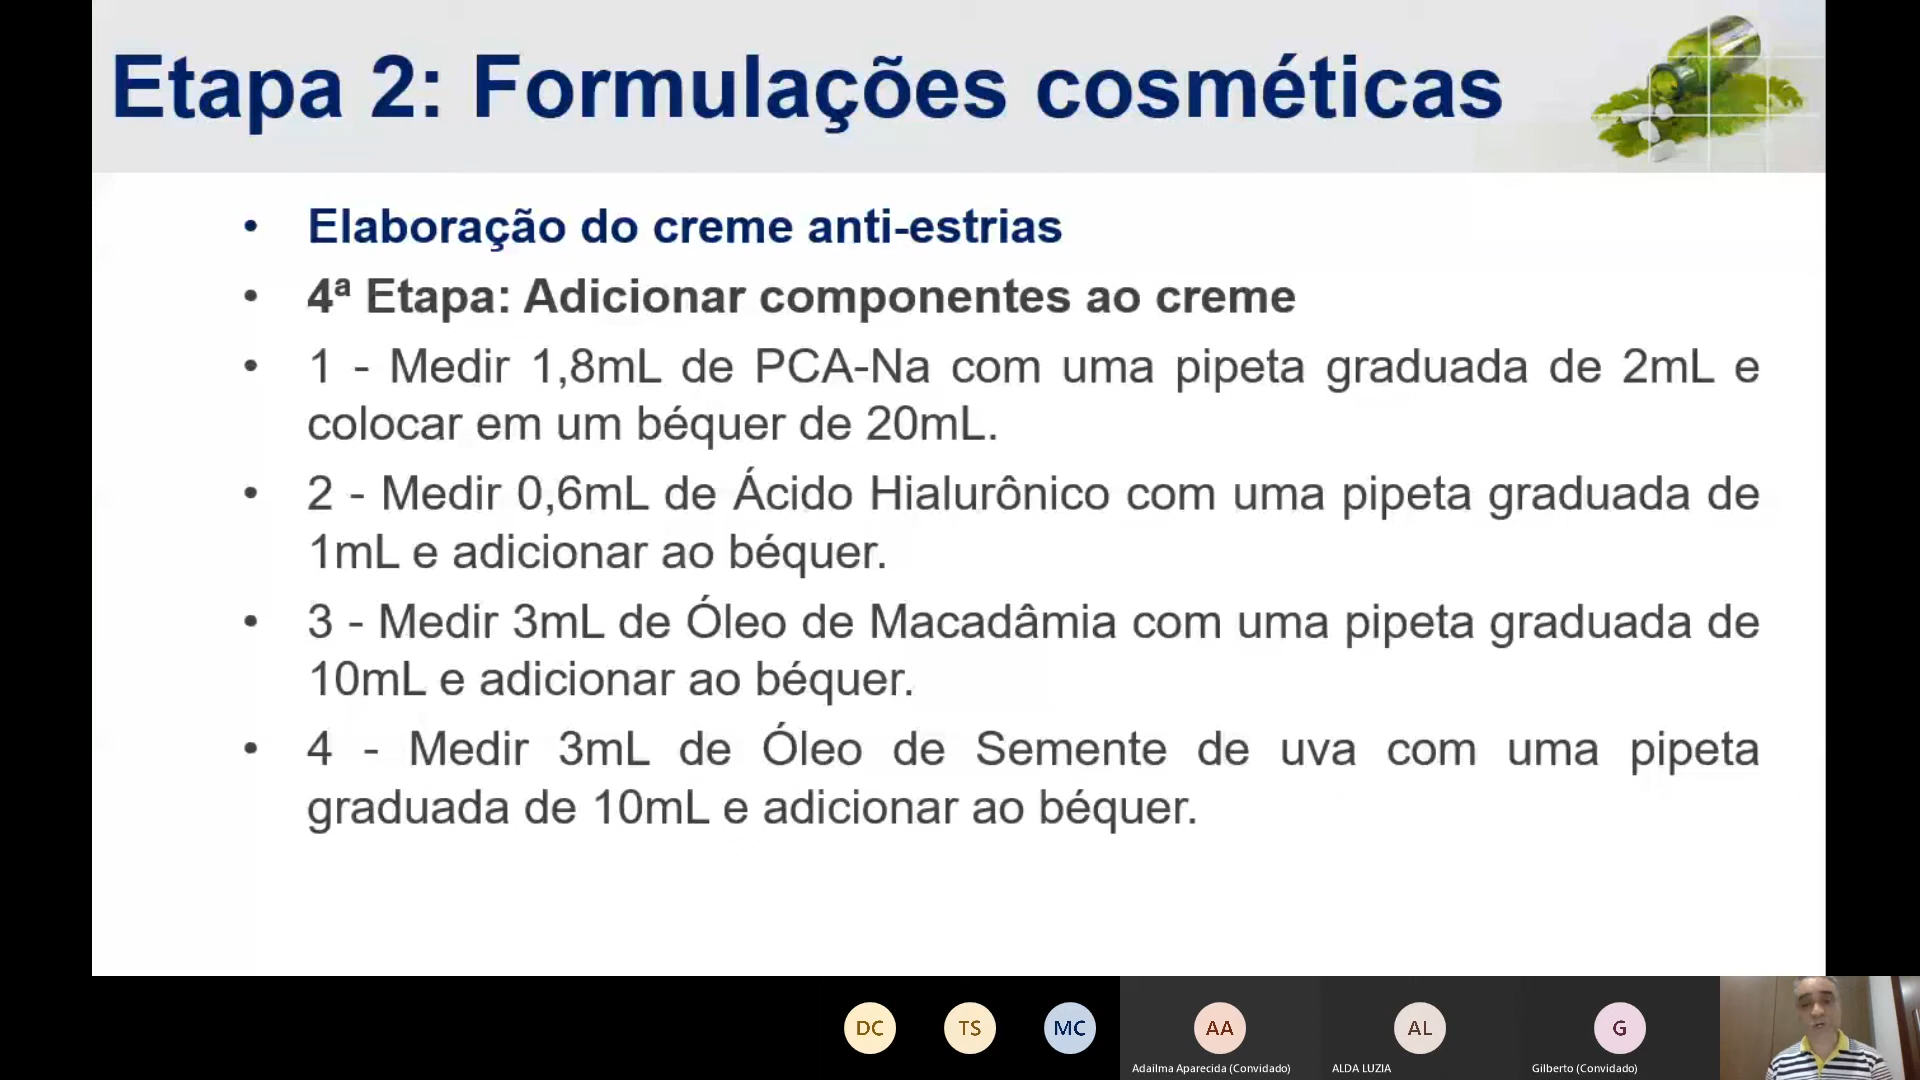 Etapa 2: Formulações cosméticas
• Elaboração do creme anti-estrias
• 4ª Etapa: Adicionar componentes ao creme
• 1 - Medir 1,8mL de PCA-Na com uma pipeta graduada de 2mL e
colocar em um béquer de 20mL.
• 2 - Medir 0,6mL de Ácido Hialurônico com uma pipeta graduada de
1mL e adicionar ao béquer.
• 3 - Medir 3mL de Óleo de Macadâmia com uma pipeta graduada de
10mL e adicionar ao béquer.
• 4 - Medir 3mL de Óleo de Semente de uva com uma pipeta
graduada de 10mL e adicionar ao béquer.
DC TS MC AA AL G
Adailma Aparecida (Convidado) ALDA LUZIA Gilberto (Convidado)